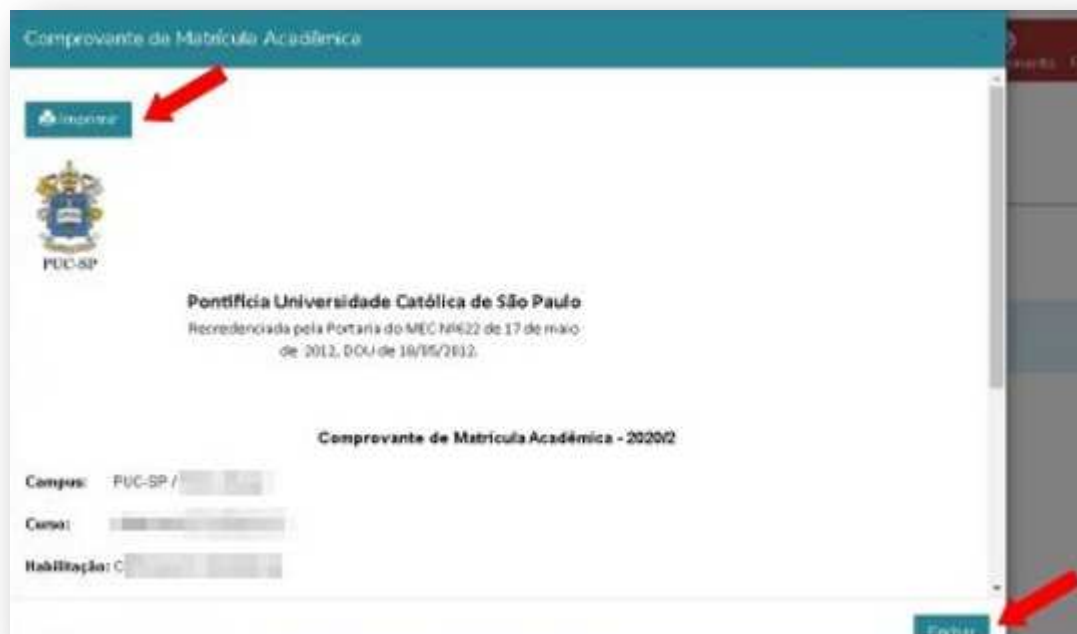 Comprovante de Matrícula Acadêmica
Imprimir
PUC-SP
Pontifícia Universidade Católica de São Paulo
Recredenciada pela Portaria do MEC Nº622 de 17 de maio
de 2012, DOU de 18/05/2012.
Comprovante de Matrícula Acadêmica - 2020/2
Campus: PUC-SP /
Curso:
Habilitação: C
Fechar